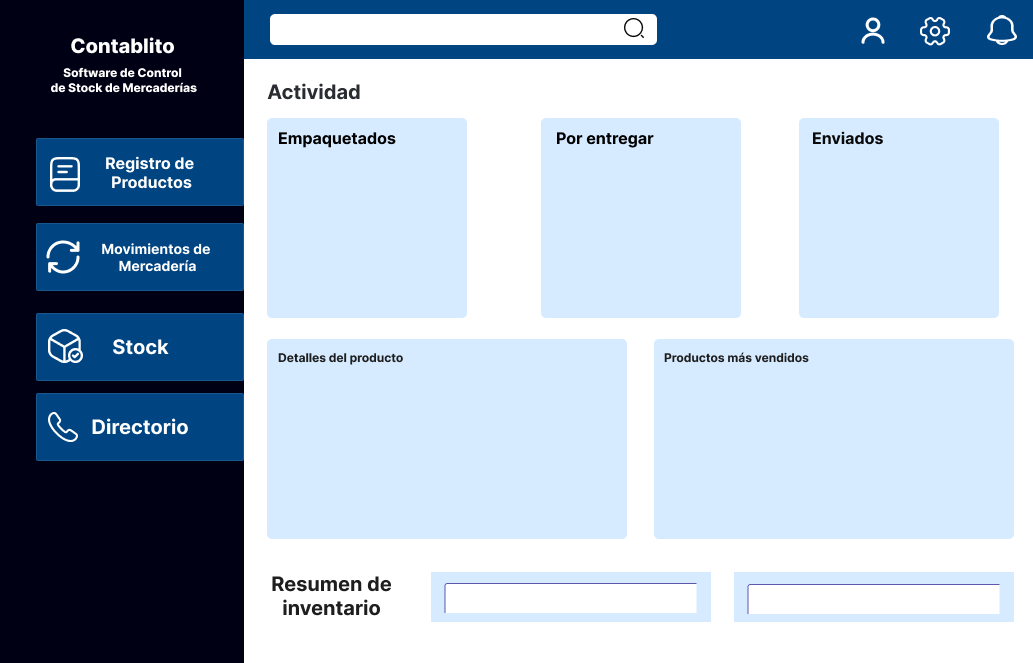 Contablito
Software de Control
de Stock de Mercaderías
Registro de
Productos
Movimientos de
Mercadería
Stock
Directorio
Actividad
Empaquetados
Por entregar
Enviados
Detalles del producto
Productos más vendidos
Resumen de
inventario